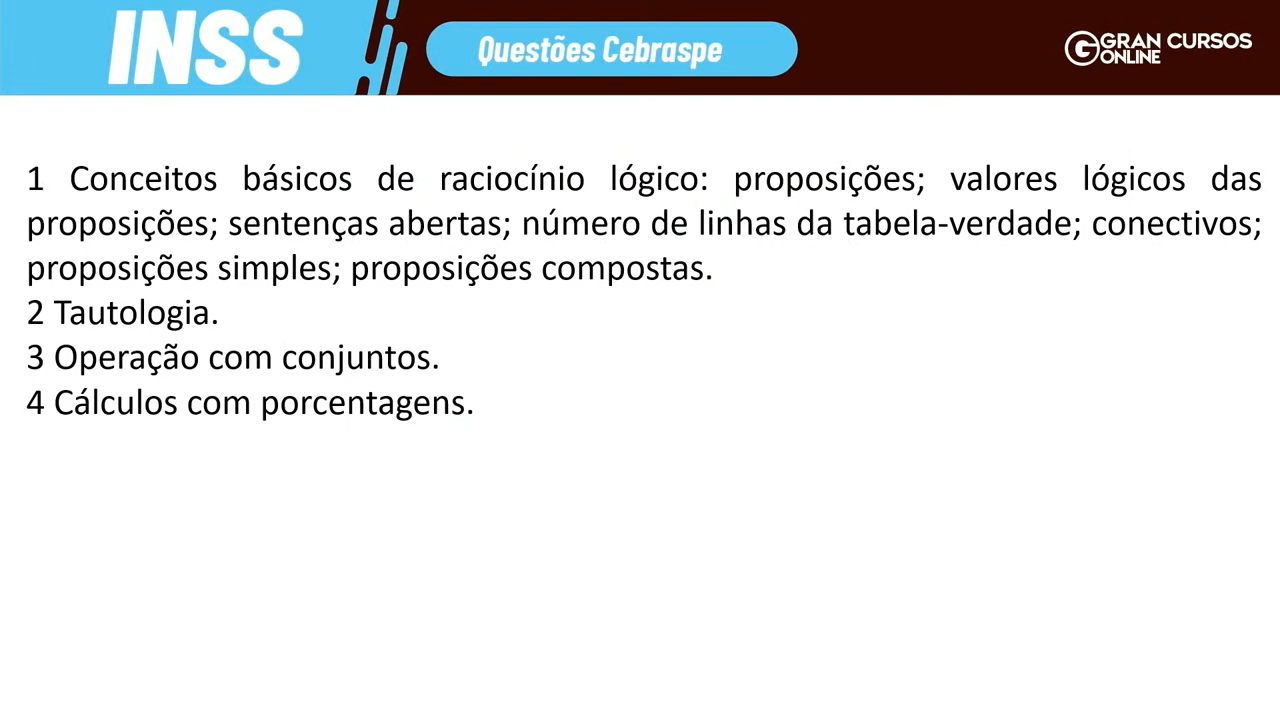 INSS
Questões Cebraspe
GRAN CURSOS
ONLINE
1 Conceitos básicos de raciocínio lógico: proposições; valores lógicos das
proposições; sentenças abertas; número de linhas da tabela-verdade; conectivos;
proposições simples; proposições compostas.
2 Tautologia.
3 Operação com conjuntos.
4 Cálculos com porcentagens.